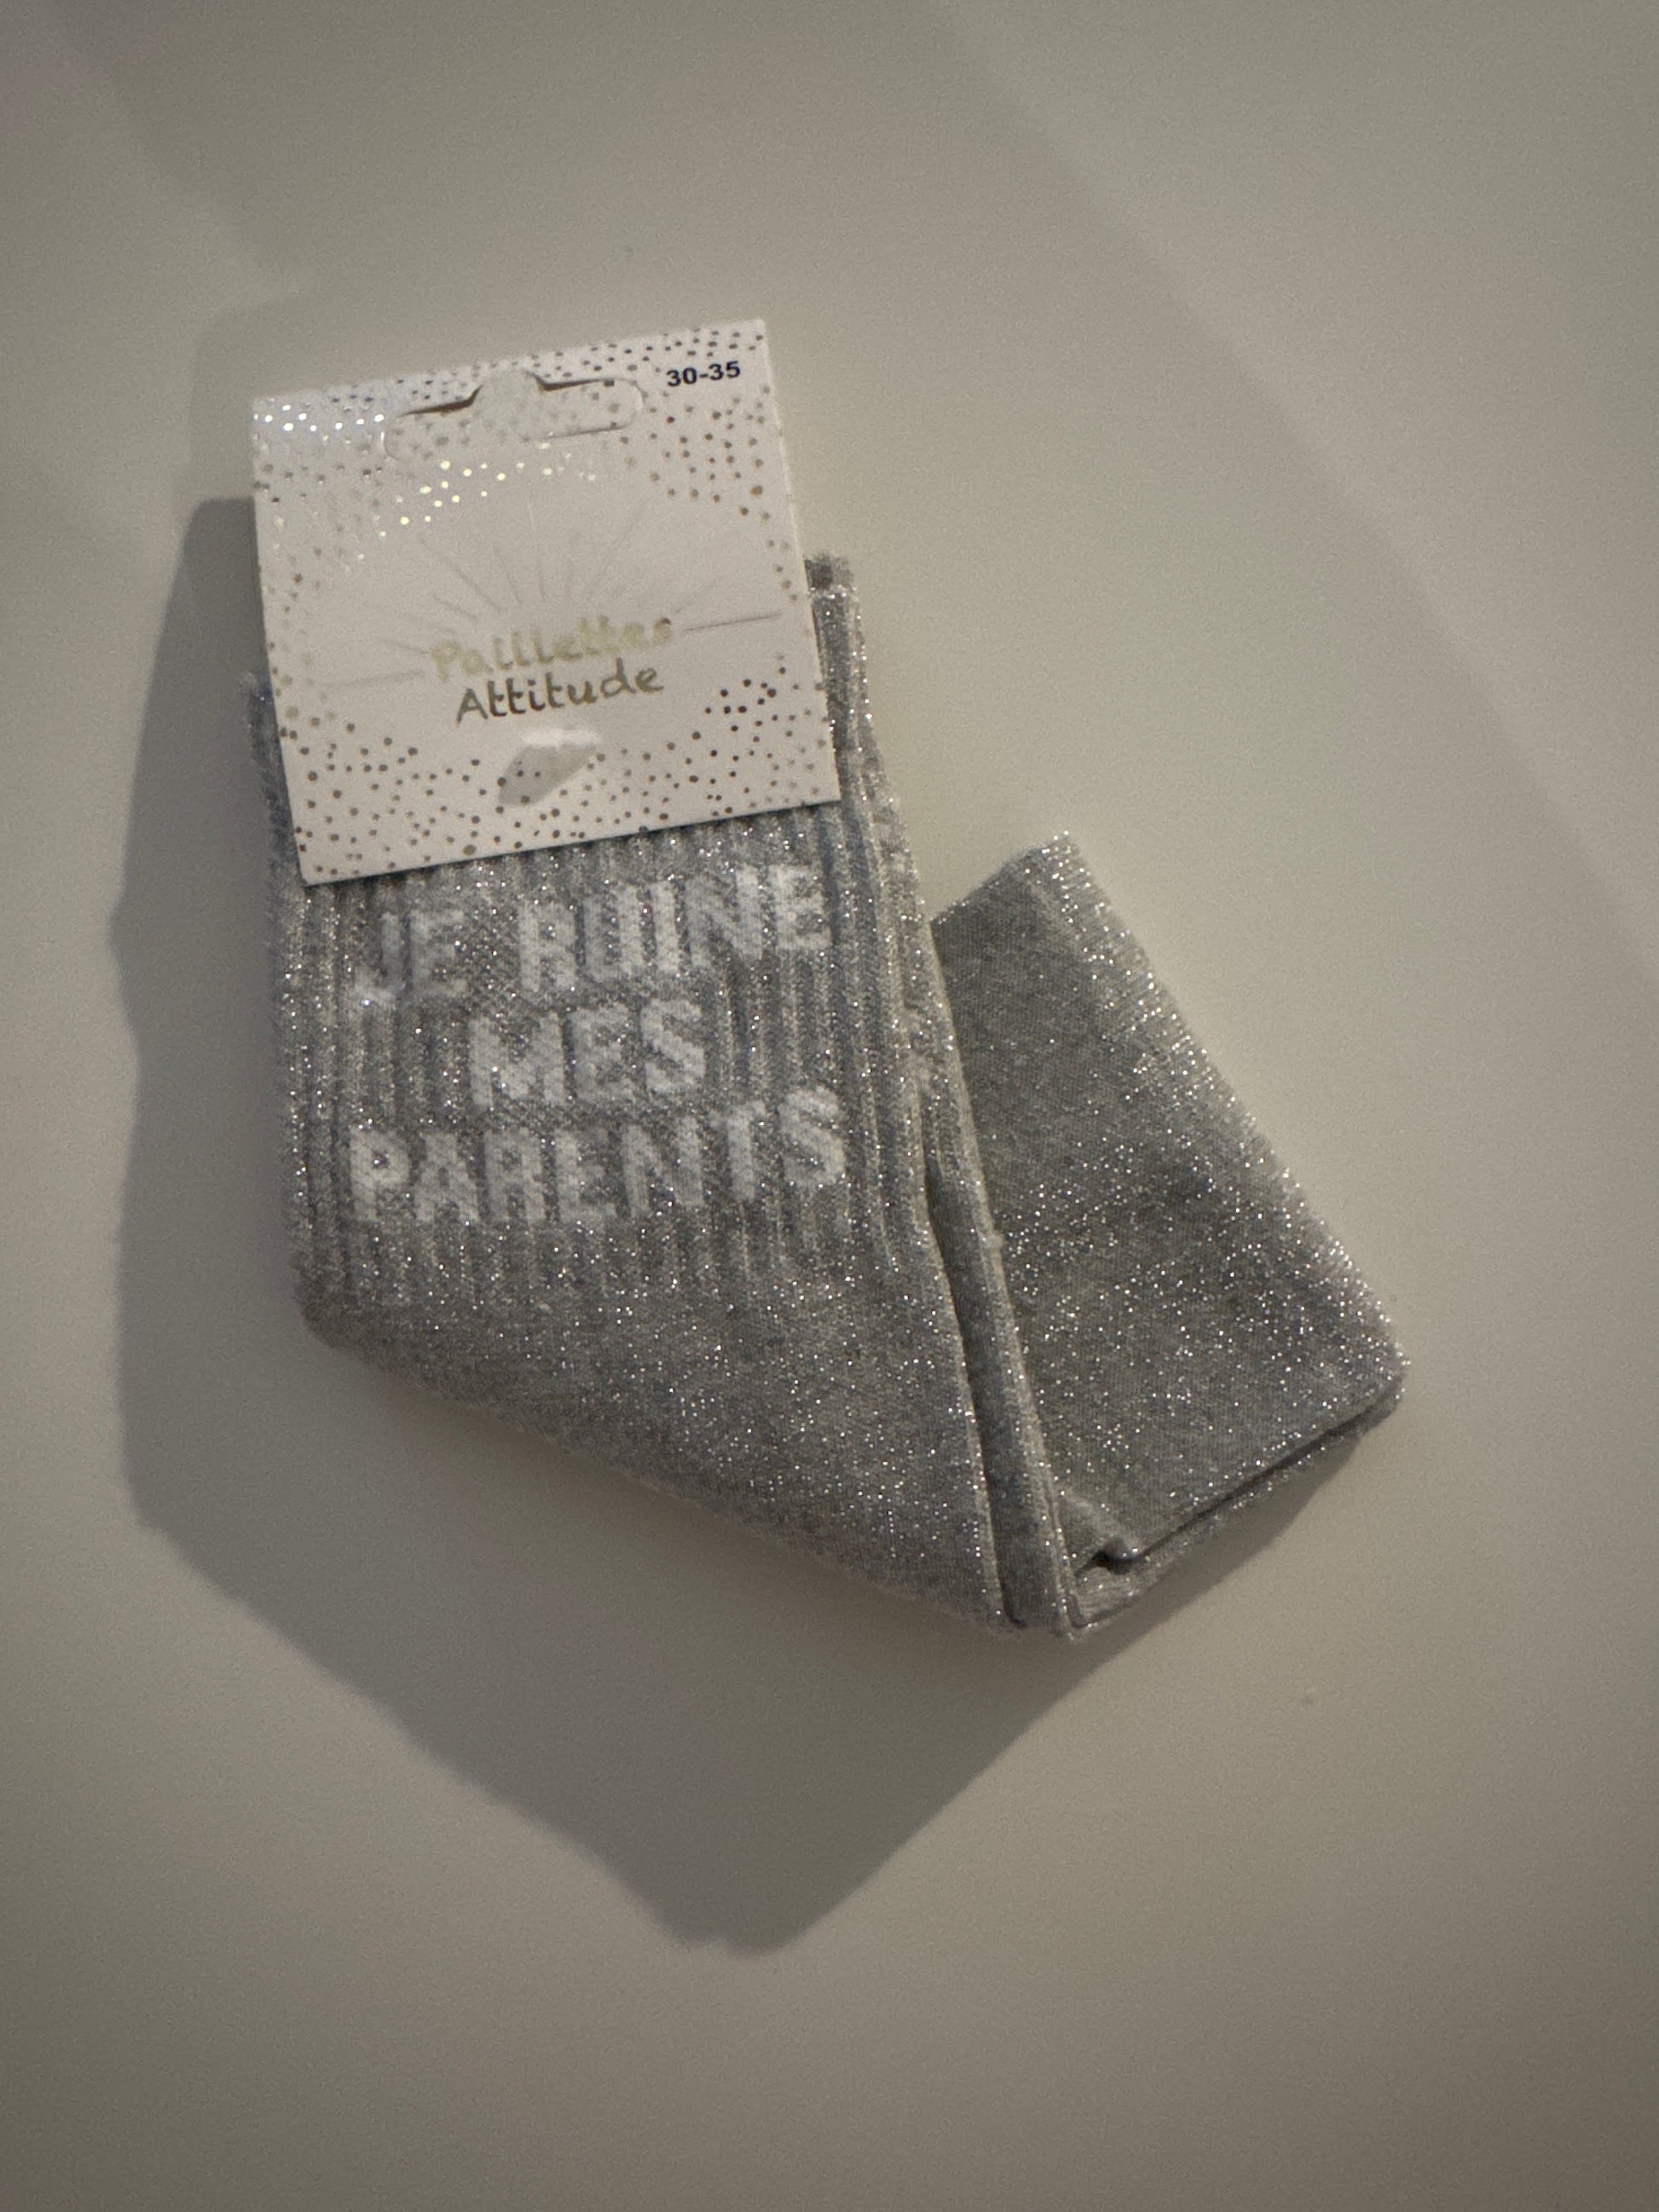 30-35
Paillettes
Attitude
JE RUINE
MES
PARENTS